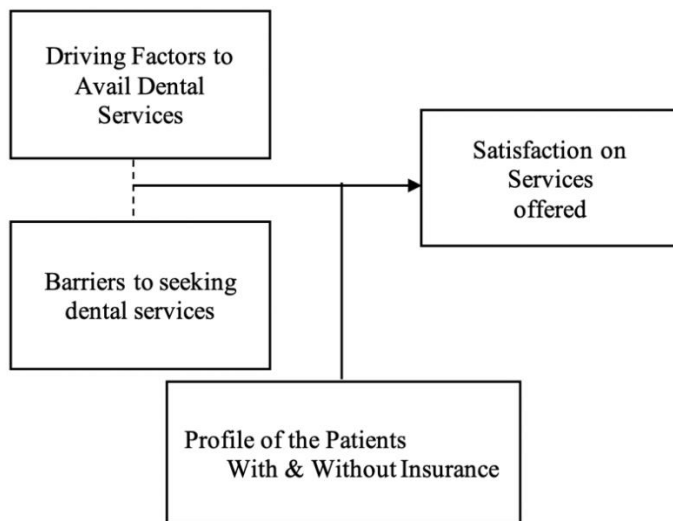 Driving Factors to
Avail Dental
Services
Satisfaction on
Services
offered
Barriers to seeking
dental services
Profile of the Patients
With & Without Insurance